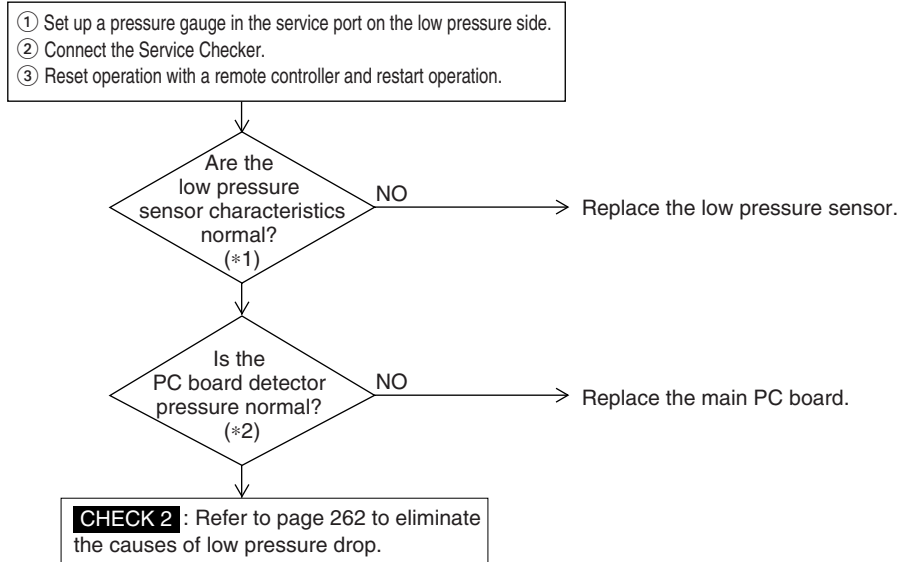 ① Set up a pressure gauge in the service port on the low pressure side.
② Connect the Service Checker.
③ Reset operation with a remote controller and restart operation.
Are the
low pressure
sensor characteristics
normal?
(*1)
NO
Replace the low pressure sensor.
Is the
PC board detector
pressure normal?
(*2)
NO
Replace the main PC board.
CHECK 2 : Refer to page 262 to eliminate
the causes of low pressure drop.